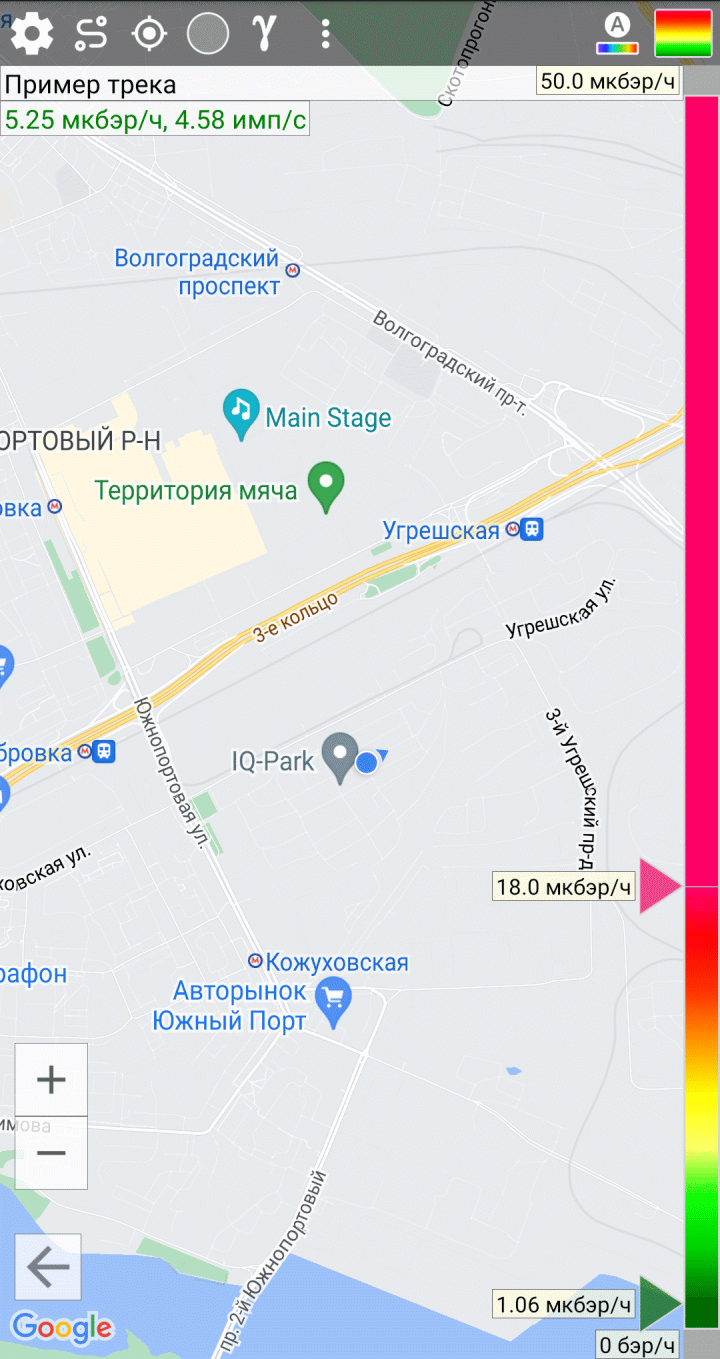 я
γ
A
Пример трека
50.0 мкбэр/ч
5.25 мкбэр/ч, 4.58 имп/с
Скотопрогон
Волгоградский
проспект
Волгоградский пр-т.
Main Stage
ОРТОВЫЙ Р-Н
Территория мяча
овка
Угрешская
3-е кольцо
Угрешская ул.
Южнопортовая ул.
3-й Угрешский пр-д
бровка
IQ-Park
ховская ул.
18.0 мкбэр/ч
Кожуховская
рафон
Авторынок
Южный Порт
+
имова
−
пр. 2-й Южнопортовый
1.06 мкбэр/ч
Google
0 бэр/ч